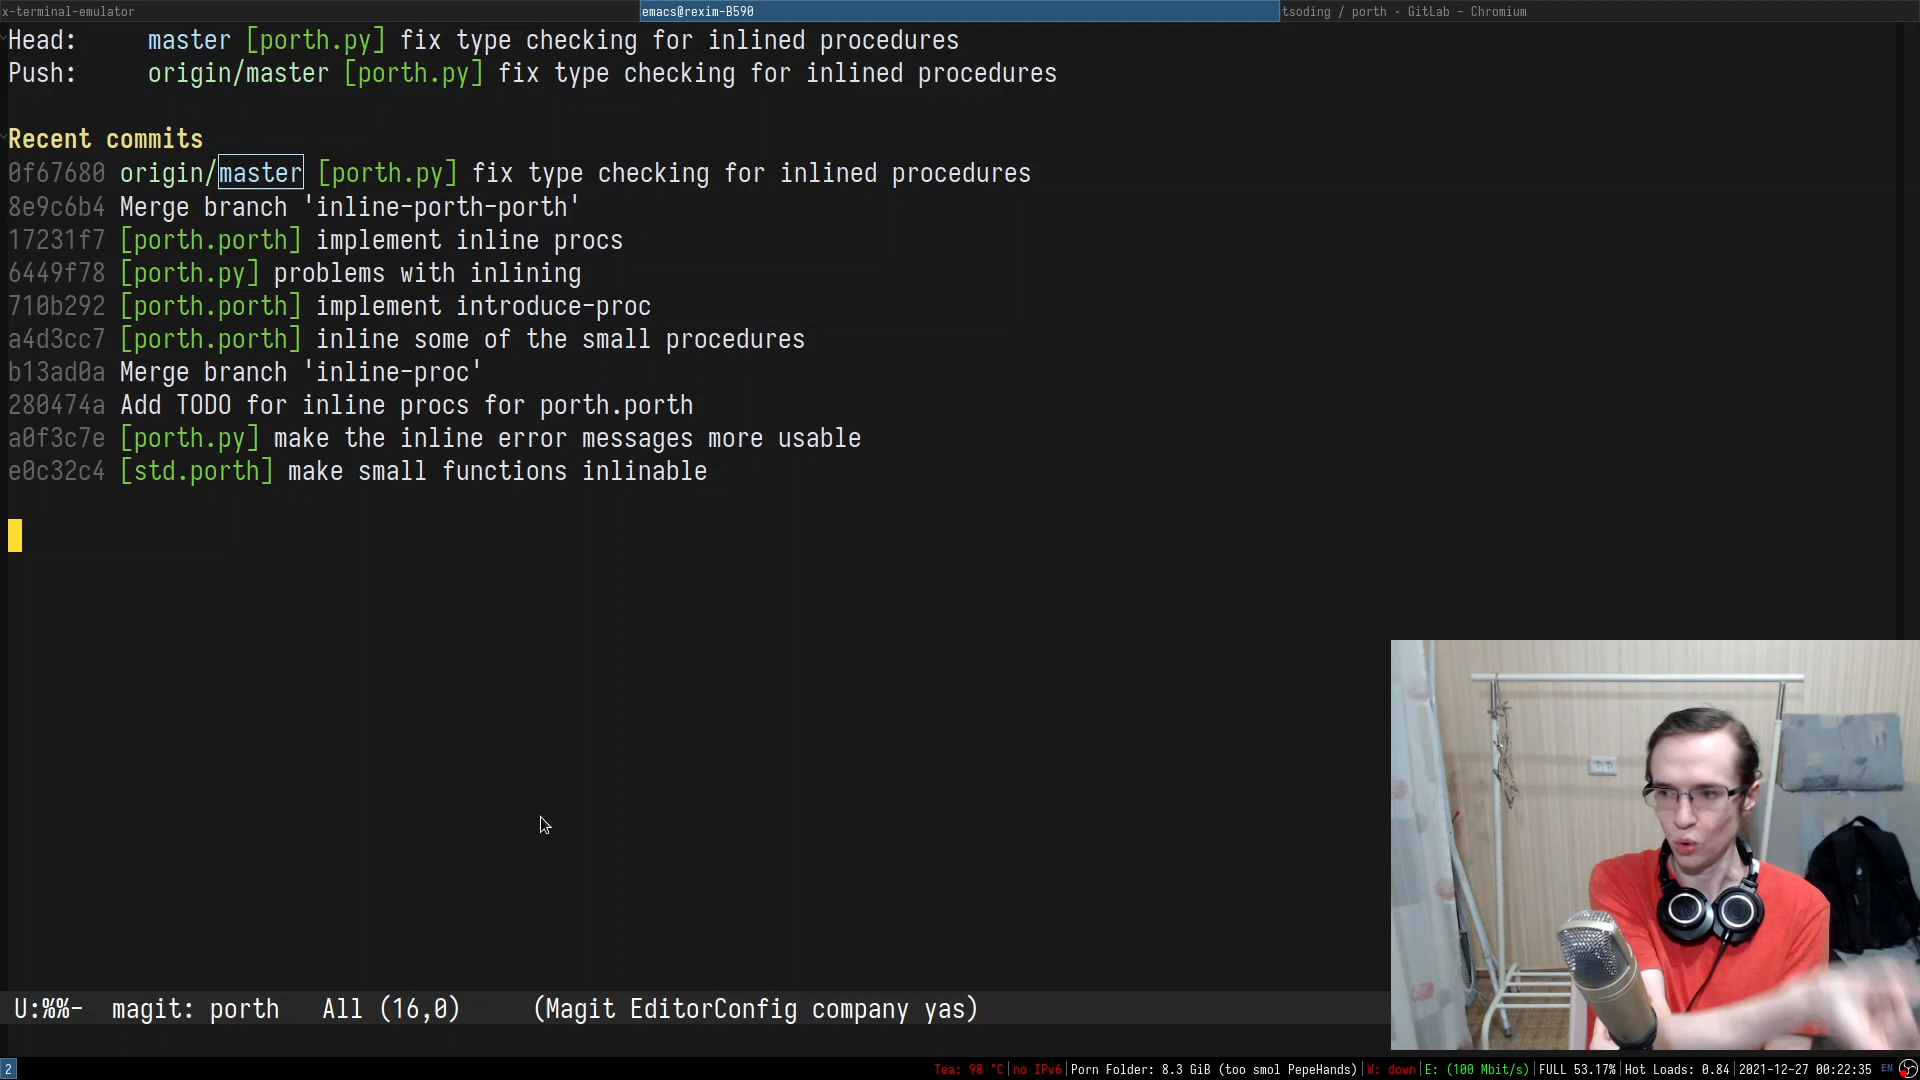 x-terminal-emulator
emacs@rexim-B590
tsoding / porth · GitLab - Chromium
Head:     master [porth.py] fix type checking for inlined procedures
Push:     origin/master [porth.py] fix type checking for inlined procedures
Recent commits
0f67680 origin/master [porth.py] fix type checking for inlined procedures
8e9c6b4 Merge branch 'inline-porth-porth'
17231f7 [porth.porth] implement inline procs
6449f78 [porth.py] problems with inlining
710b292 [porth.porth] implement introduce-proc
a4d3cc7 [porth.porth] inline some of the small procedures
b13ad0a Merge branch 'inline-proc'
280474a Add TODO for inline procs for porth.porth
a0f3c7e [porth.py] make the inline error messages more usable
e0c32c4 [std.porth] make small functions inlinable
U:%%-  magit: porth   All (16,0)     (Magit EditorConfig company yas)
2
Tea: 98 °C|no IPv6|Porn Folder: 8.3 GiB (too smol PepeHands)|W: down|E: (100 Mbit/s)|FULL 53.17%|Hot Loads: 0.84|2021-12-27 00:22:35 EN